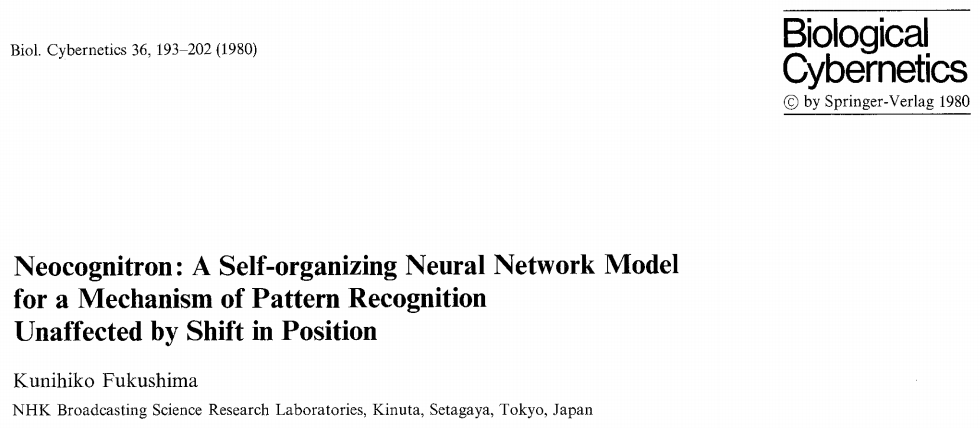 Biol. Cybernetics 36, 193–202 (1980)
Biological
Cybernetics
© by Springer-Verlag 1980
Neocognitron: A Self-organizing Neural Network Model
for a Mechanism of Pattern Recognition
Unaffected by Shift in Position
Kunihiko Fukushima
NHK Broadcasting Science Research Laboratories, Kinuta, Setagaya, Tokyo, Japan